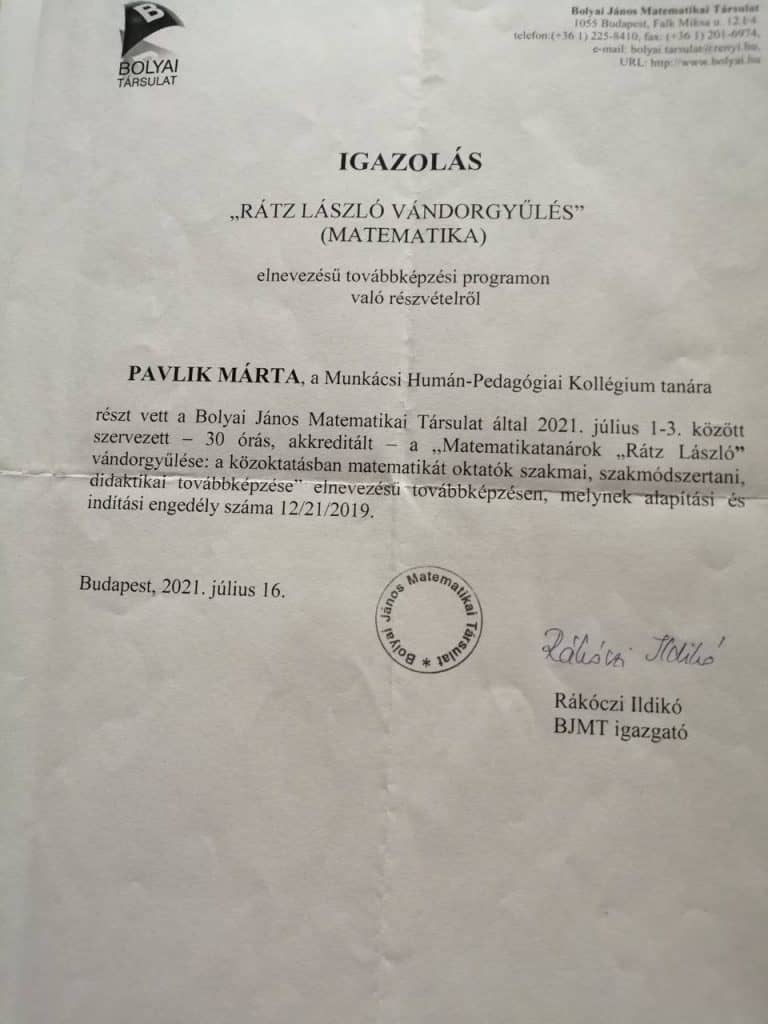 B
BOLYAI
TÁRSULAT
Bolyai János Matematikai Társulat
1055 Budapest, Falk Miksa u. 12 I/4
telefon:(+36 1) 225-8410, fax: (+36 1) 201-6974,
e-mail: bolyai.tarsulat@renyi.hu,
URL: http://www.bolyai.hu
IGAZOLÁS
„RÁTZ LÁSZLÓ VÁNDORGYŰLÉS”
(MATEMATIKA)
elnevezésű továbbképzési programon
való részvételről
PAVLIK MÁRTA, a Munkácsi Humán-Pedagógiai Kollégium tanára
részt vett a Bolyai János Matematikai Társulat által 2021. július 1-3. között
szervezett – 30 órás, akkreditált – a „Matematikatanárok „Rátz László”
vándorgyűlése: a közoktatásban matematikát oktatók szakmai, szakmódszertani,
didaktikai továbbképzése” elnevezésű továbbképzésen, melynek alapítási és
indítási engedély száma 12/21/2019.
Budapest, 2021. július 16.
Bolyai János Matematikai Társulat *
Rákóczi Ildikó
Rákóczi Ildikó
BJMT igazgató